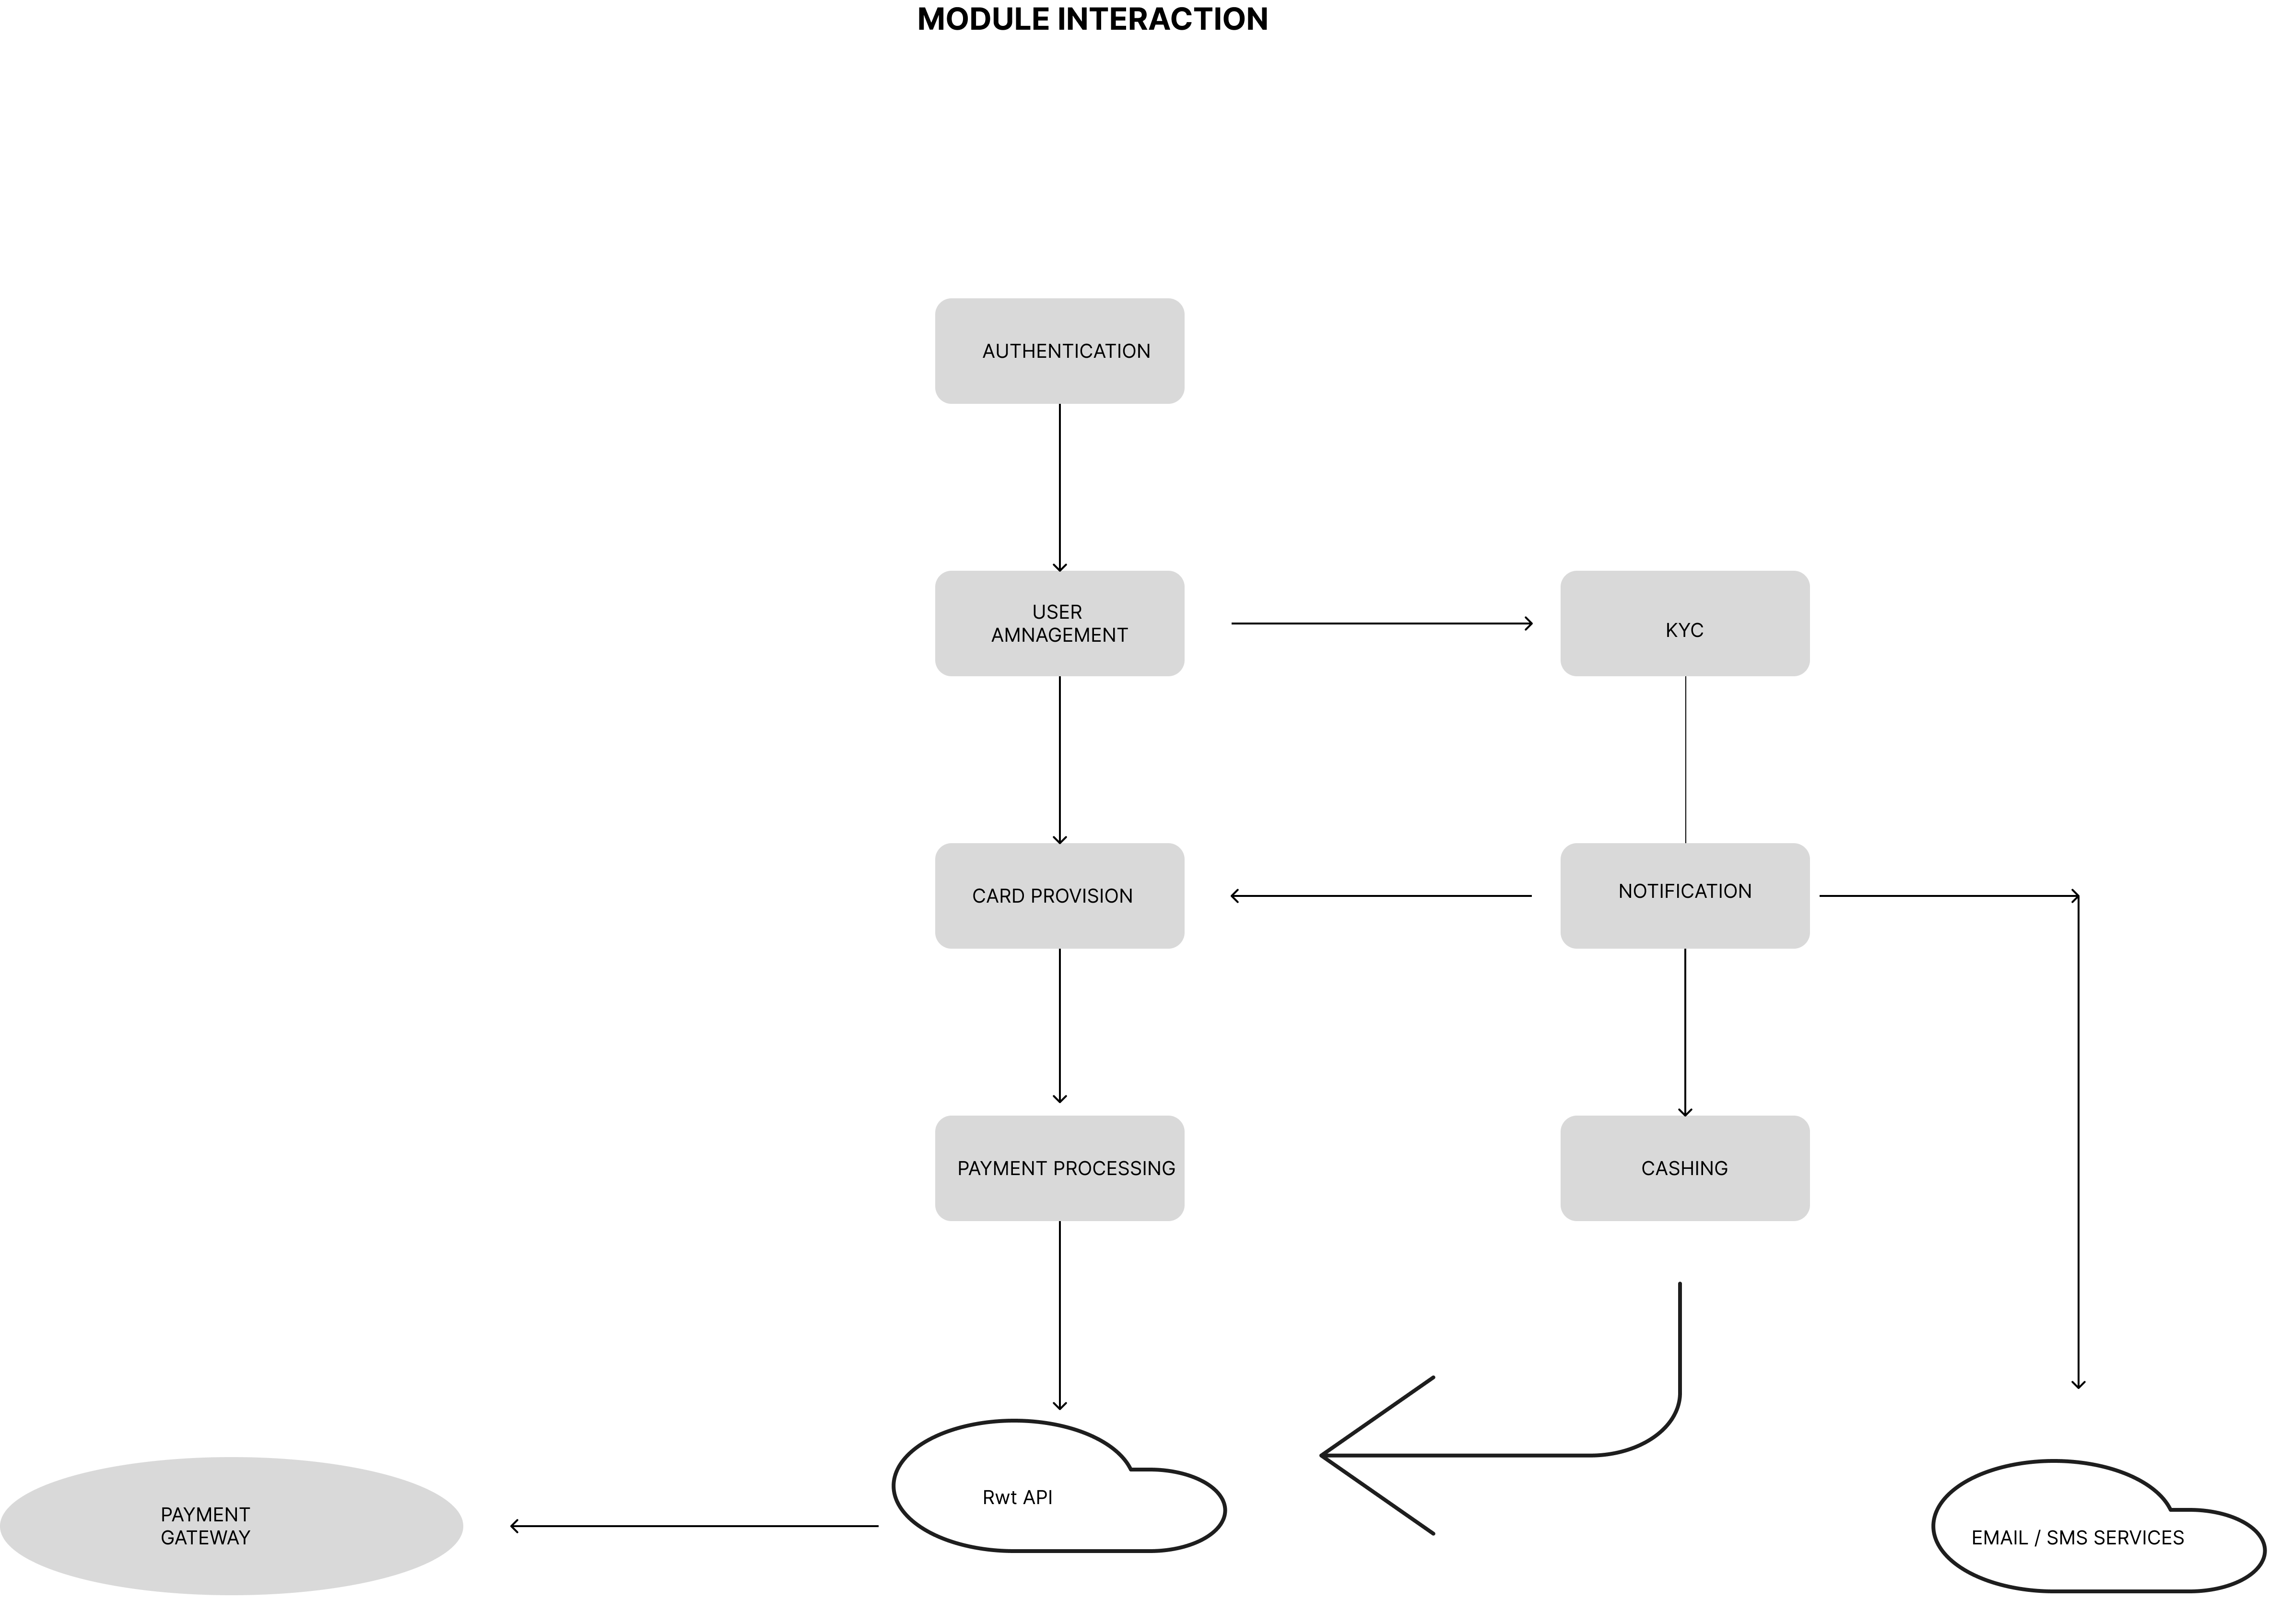 MODULE INTERACTION
AUTHENTICATION
USER
AMNAGEMENT
KYC
CARD PROVISION
NOTIFICATION
PAYMENT PROCESSING
CASHING
Rwt API
PAYMENT
GATEWAY
EMAIL / SMS SERVICES